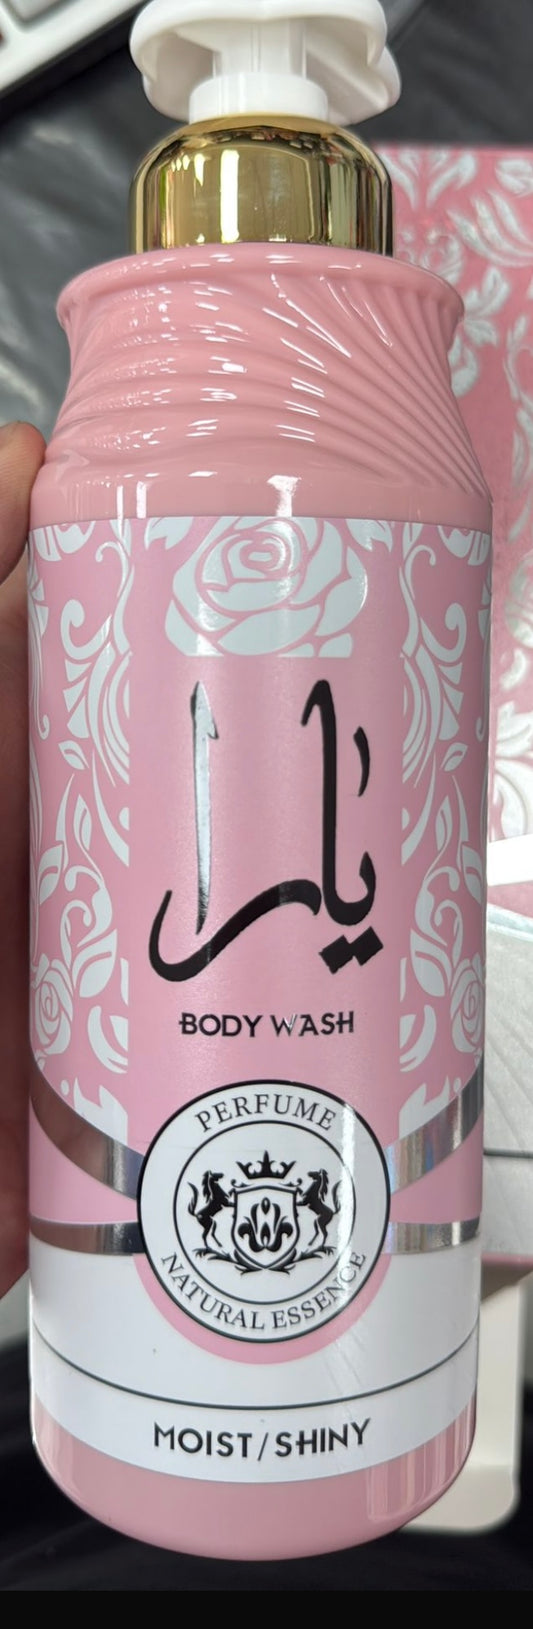 يارا
BODY WASH
PERFUME
NATURAL ESSENCE
MOIST/SHINY